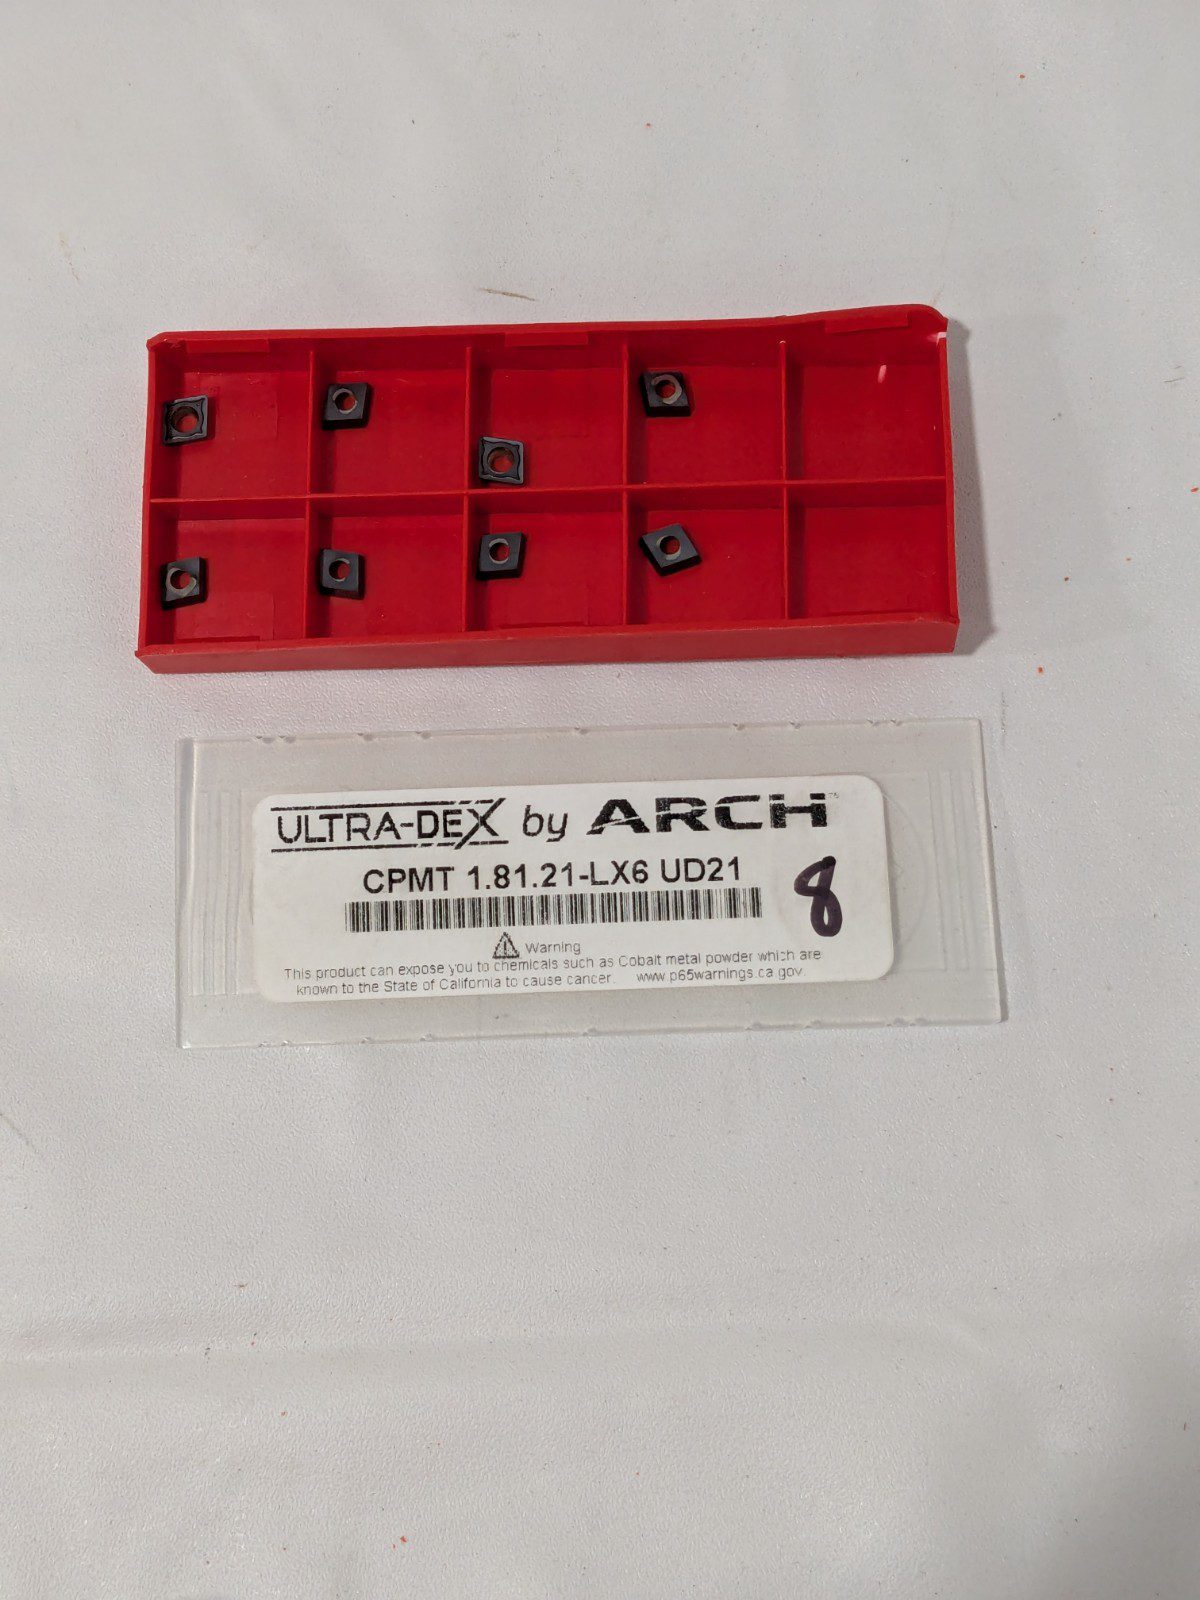 ULTRA-DEX by ARCH™
CPMT 1.81.21-LX6 UD21
8
Warning
This product can expose you to chemicals such as Cobalt metal powder which are
known to the State of California to cause cancer. www.p65warnings.ca.gov.